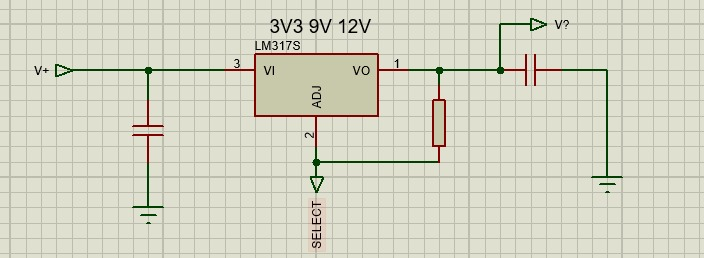 3V3 9V 12V
LM317S
V?
V+
3
VI
VO
1
ADJ
2
SELECT